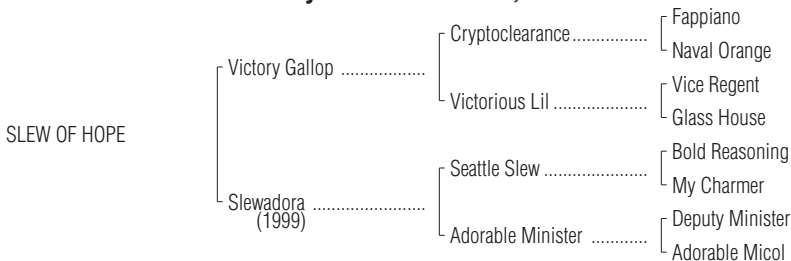 Fappiano
Cryptoclearance................
Naval Orange
Victory Gallop ..................
Vice Regent
Victorious Lil ....................
Glass House
SLEW OF HOPE
Bold Reasoning
Seattle Slew ......................
My Charmer
Slewadora ........................
(1999)
Deputy Minister
Adorable Minister ............
Adorable Micol